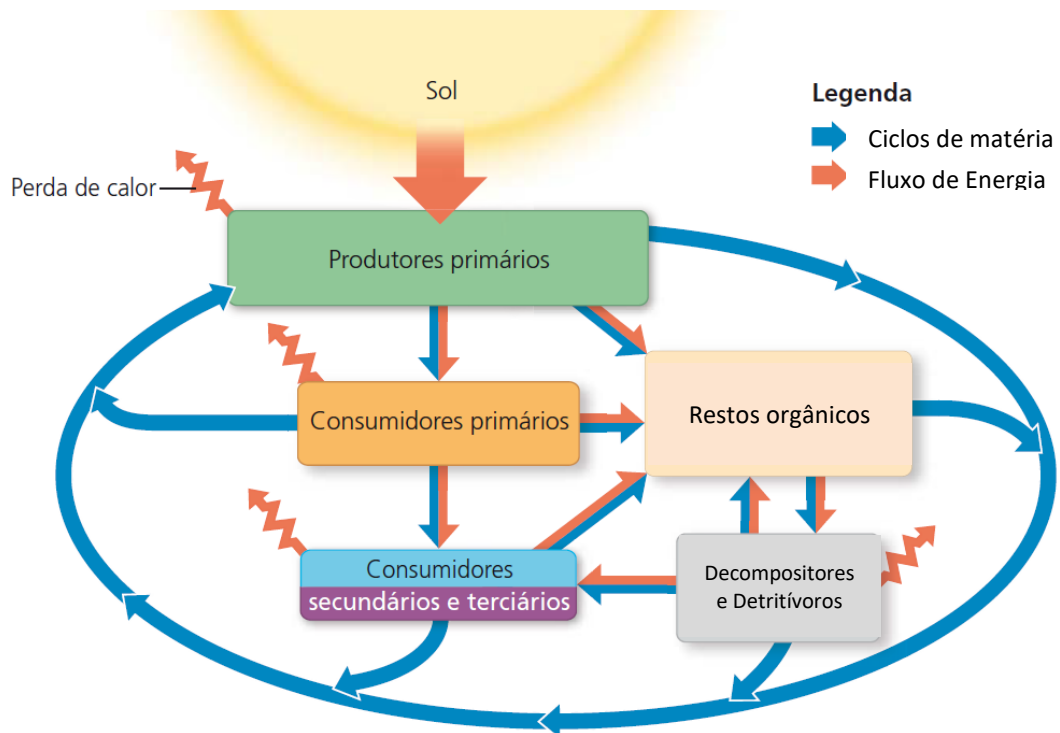 Sol
Legenda
Ciclos de matéria
Fluxo de Energia
Perda de calor
Produtores primários
Consumidores primários
Restos orgânicos
Consumidores
secundários e terciários
Decompositores
e Detritívoros